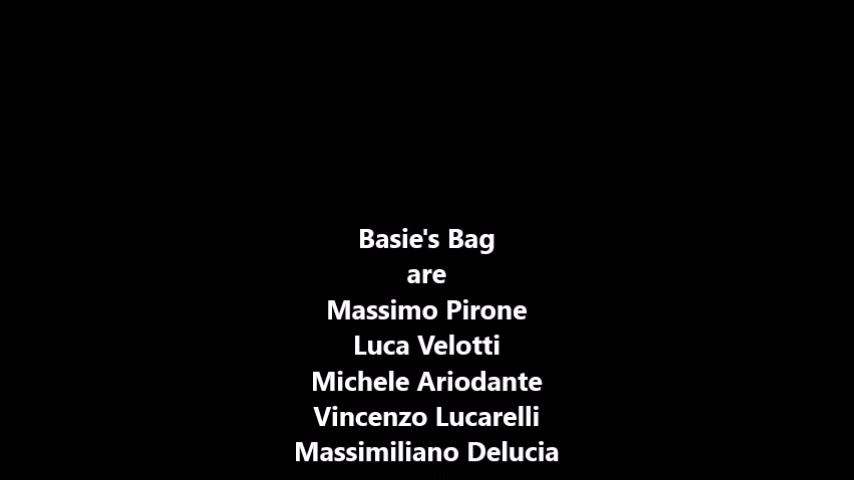 Basie's Bag
are
Massimo Pirone
Luca Velotti
Michele Ariodante
Vincenzo Lucarelli
Massimiliano Delucia